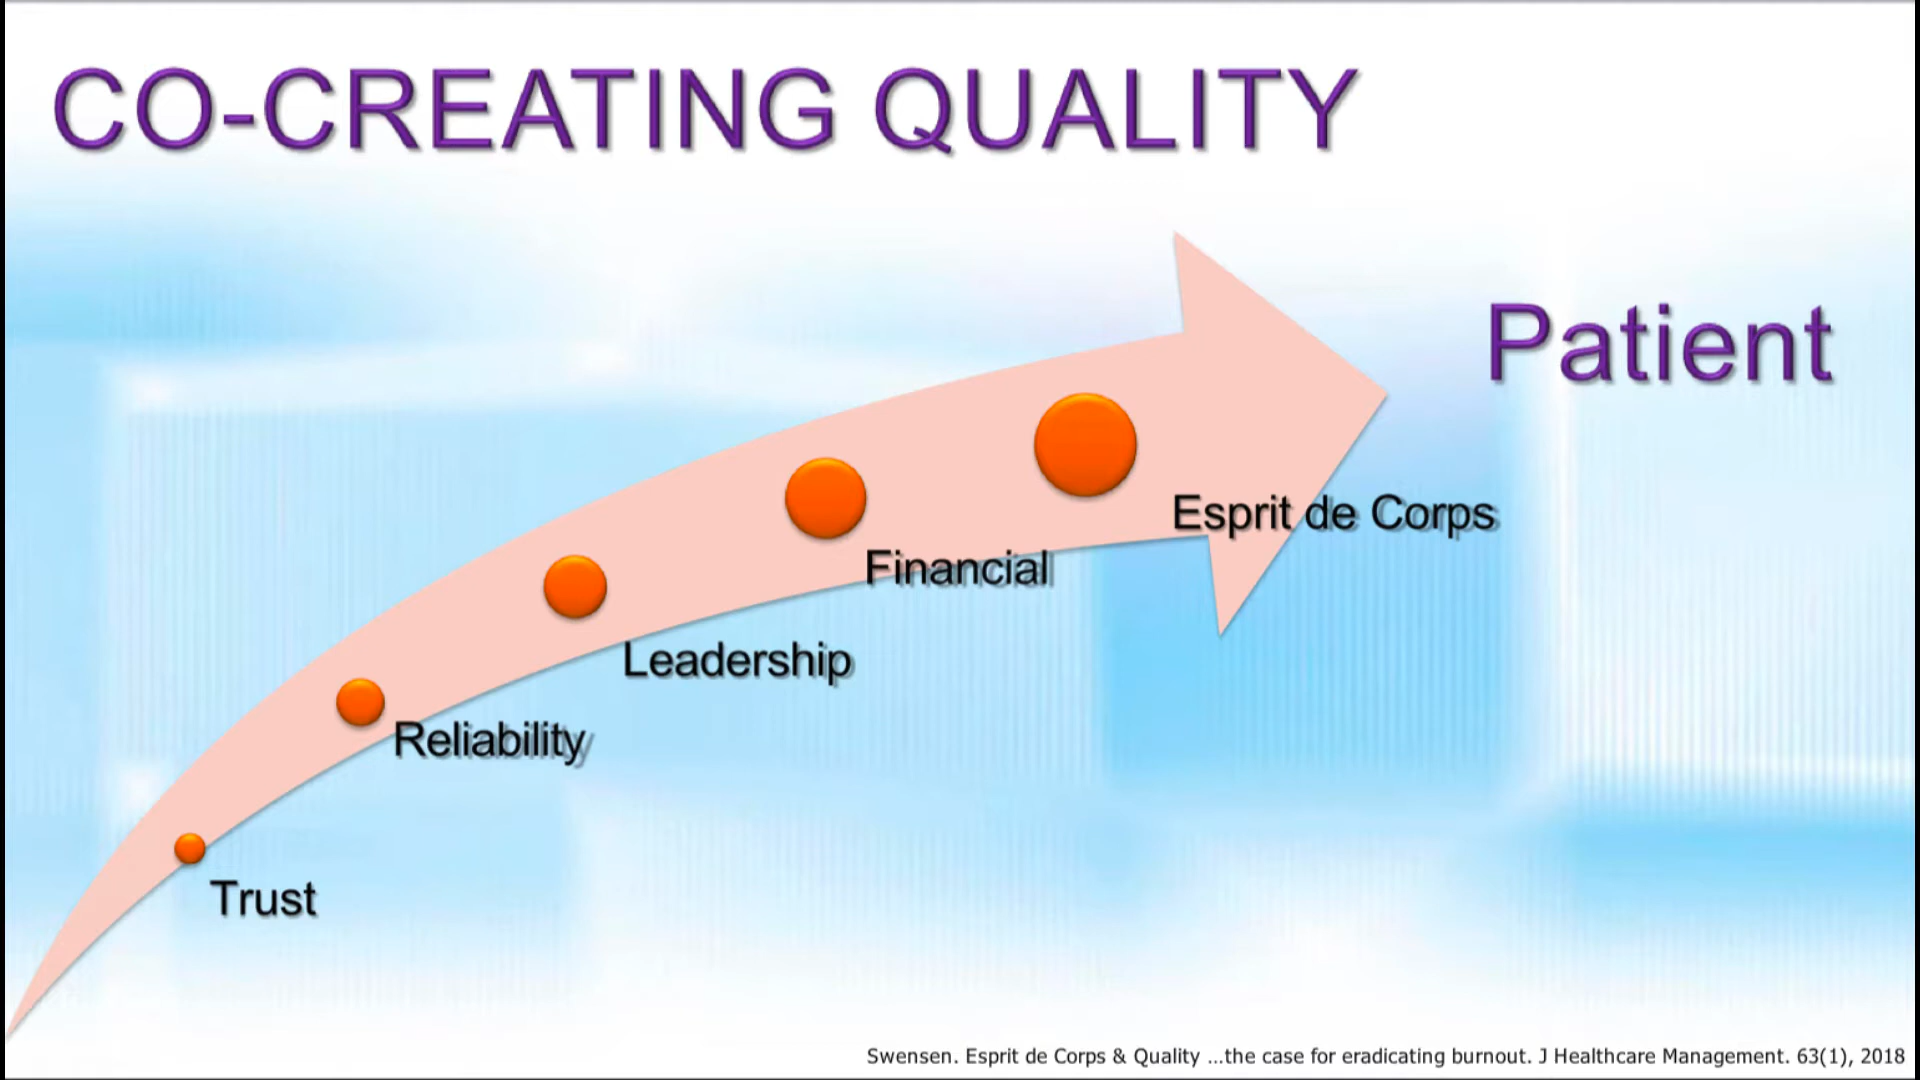 CO-CREATING QUALITY
Patient
Esprit de Corps
Financial
Leadership
Reliability
Trust
Swensen. Esprit de Corps & Quality ...the case for eradicating burnout. J Healthcare Management. 63(1), 2018